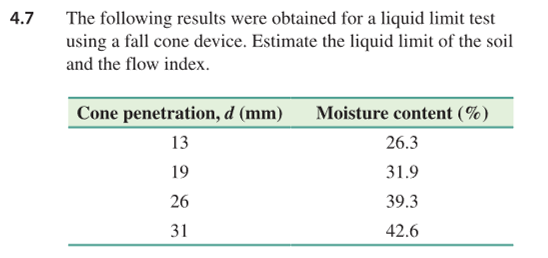 4.7 The following results were obtained for a liquid limit test
using a fall cone device. Estimate the liquid limit of the soil
and the flow index.
Cone penetration, d (mm) Moisture content (%)
13 26.3
19 31.9
26 39.3
31 42.6